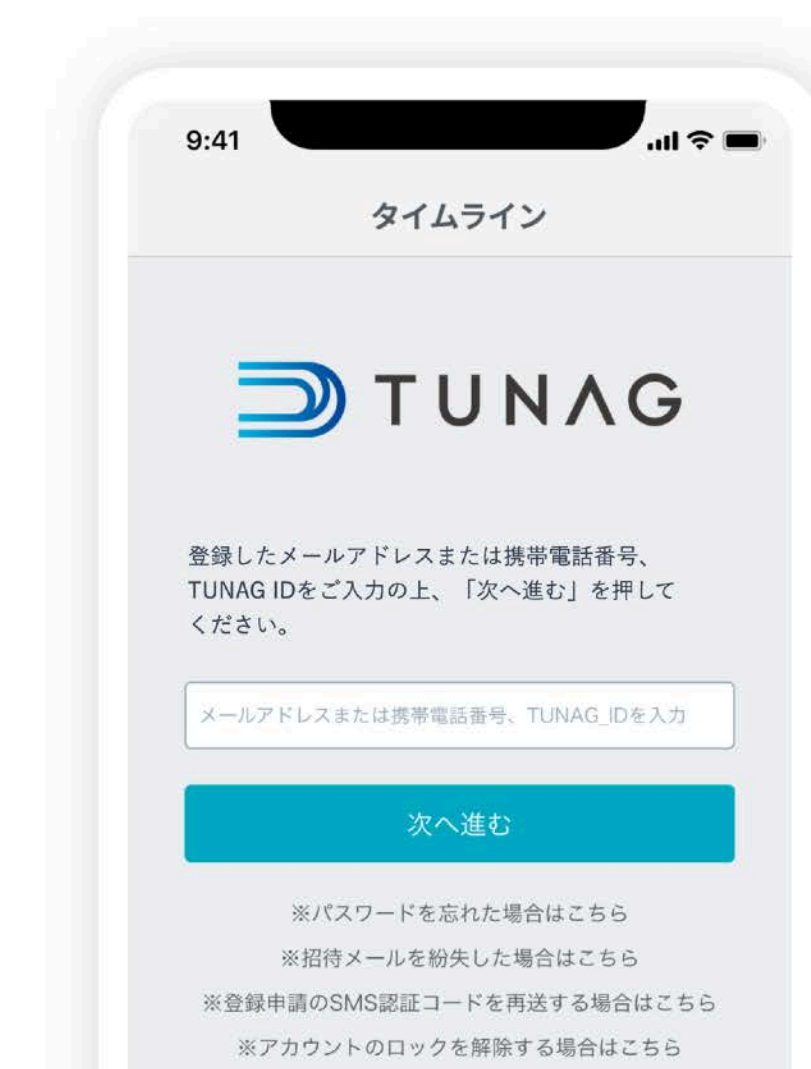 9:41
タイムライン
TUNAG
登録したメールアドレスまたは携帯電話番号、
TUNAG IDをご入力の上、「次へ進む」を押して
ください。
メールアドレスまたは携帯電話番号、TUNAG_IDを入力
次へ進む
※パスワードを忘れた場合はこちら
※招待メールを紛失した場合はこちら
※登録申請のSMS認証コードを再送する場合はこちら
※アカウントのロックを解除する場合はこちら